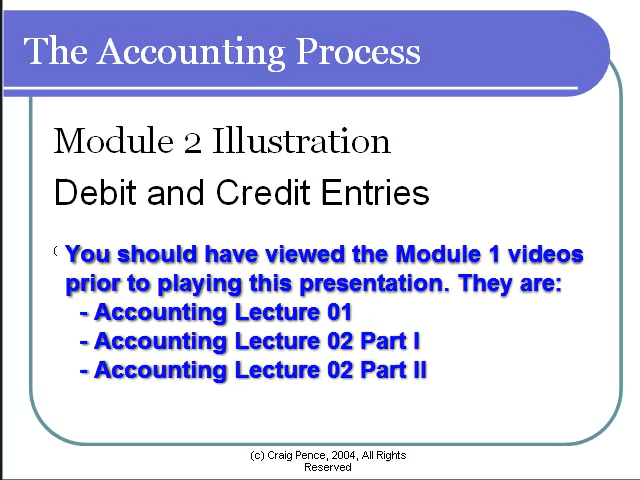 The Accounting Process
Module 2 Illustration
Debit and Credit Entries
( You should have viewed the Module 1 videos
prior to playing this presentation. They are:
- Accounting Lecture 01
- Accounting Lecture 02 Part I
- Accounting Lecture 02 Part II
(c) Craig Pence, 2004, All Rights
Reserved